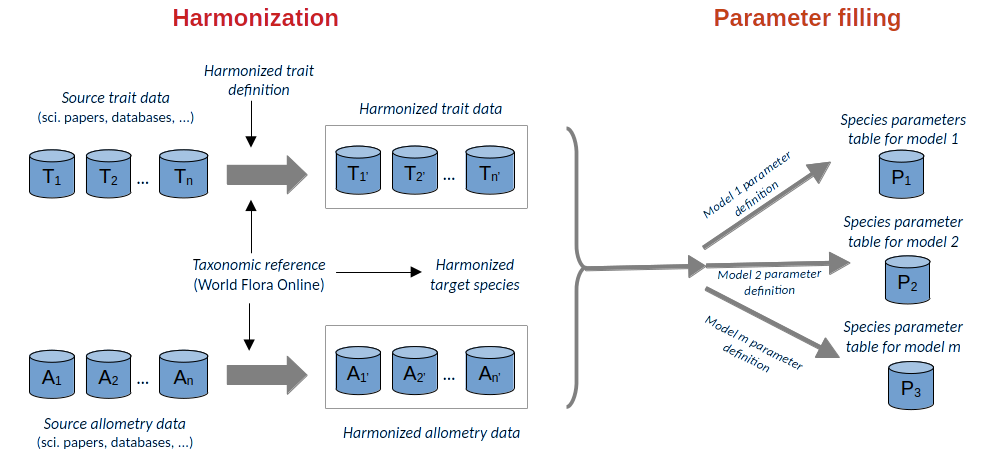 Harmonization
Parameter filling
Harmonized trait
definition
Source trait data
(sci. papers, databases, ...)
Harmonized trait data
T1
T2
...
Tn
T1'
T2'
...
Tn'
Taxonomic reference
(World Flora Online)
Harmonized
target species
A1
A2
...
An
A1'
A2'
...
An'
Source allometry data
(sci. papers, databases, ...)
Harmonized allometry data
Model 1 parameter
definition
Model 2 parameter
definition
Model m parameter
definition
Species parameters
table for model 1
P1
Species parameter
table for model 2
P2
Species parameter
table for model m
P3